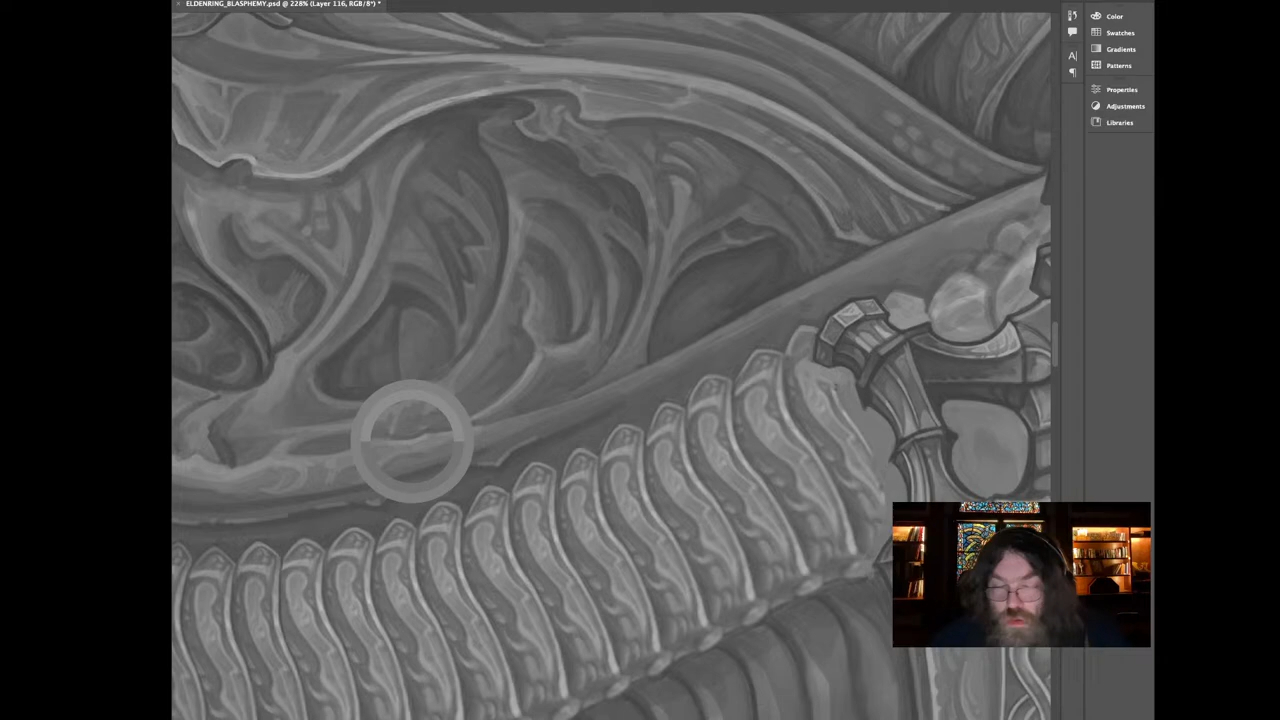 ELDENRING_BLASPHEMY.psd @ 228% (Layer 116, RGB/8*) *
Color
Swatches
Gradients
Patterns
Properties
Adjustments
Libraries